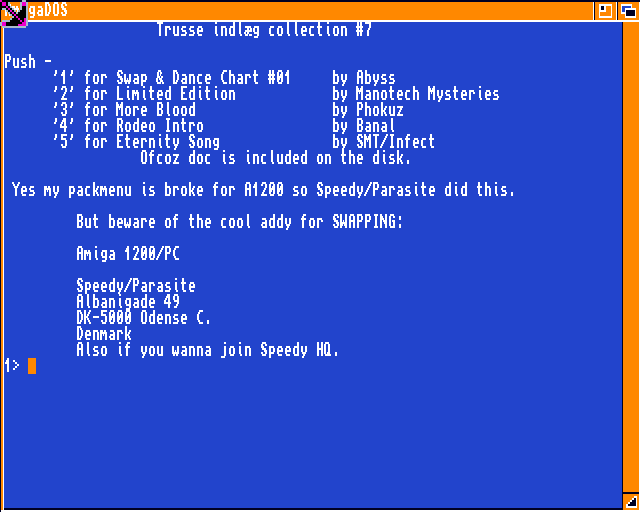 gaDOS
Trusse indlæg collection #7
Push -
'1' for Swap & Dance Chart #01 by Abyss
'2' for Limited Edition by Manotech Mysteries
'3' for More Blood by Phokuz
'4' for Rodeo Intro by Banal
'5' for Eternity Song by SMT/Infect
Ofcoz doc is included on the disk.
Yes my packmenu is broke for A1200 so Speedy/Parasite did this.
But beware of the cool addy for SWAPPING:
Amiga 1200/PC
Speedy/Parasite
Albanigade 49
DK-5000 Odense C.
Denmark
Also if you wanna join Speedy HQ.
1>